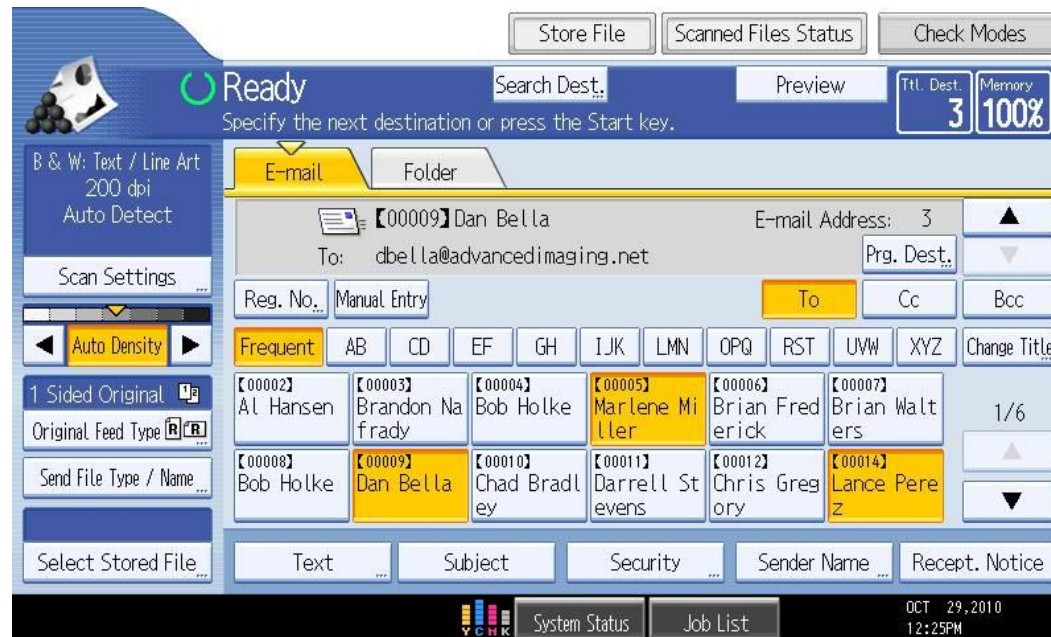 Store File
Scanned Files Status
Check Modes
Ready
Search Dest.
Preview
Ttl. Dest.
3
Memory
100%
Specify the next destination or press the Start key.
B & W: Text / Line Art
200 dpi
Auto Detect
Scan Settings
E-mail
Folder
【00009】Dan Bella
E-mail Address: 3
To: dbella@advancedimaging.net
Prg. Dest.
Reg. No.
Manual Entry
To
Cc
Bcc
Auto Density
Frequent
AB
CD
EF
GH
IJK
LMN
OPQ
RST
UVW
XYZ
Change Title
1 Sided Original
Original Feed Type
Send File Type / Name
Select Stored File
【00002】
Al Hansen
【00003】
Brandon Na
frady
【00004】
Bob Holke
【00005】
Marlene Mi
ller
【00006】
Brian Fred
erick
【00007】
Brian Walt
ers
1/6
【00008】
Bob Holke
【00009】
Dan Bella
【00010】
Chad Bradl
ey
【00011】
Darrell St
evens
【00012】
Chris Greg
ory
【00014】
Lance Pere
z
Text
Subject
Security
Sender Name
Recept. Notice
Y C M K
System Status
Job List
OCT 29,2010
12:25PM